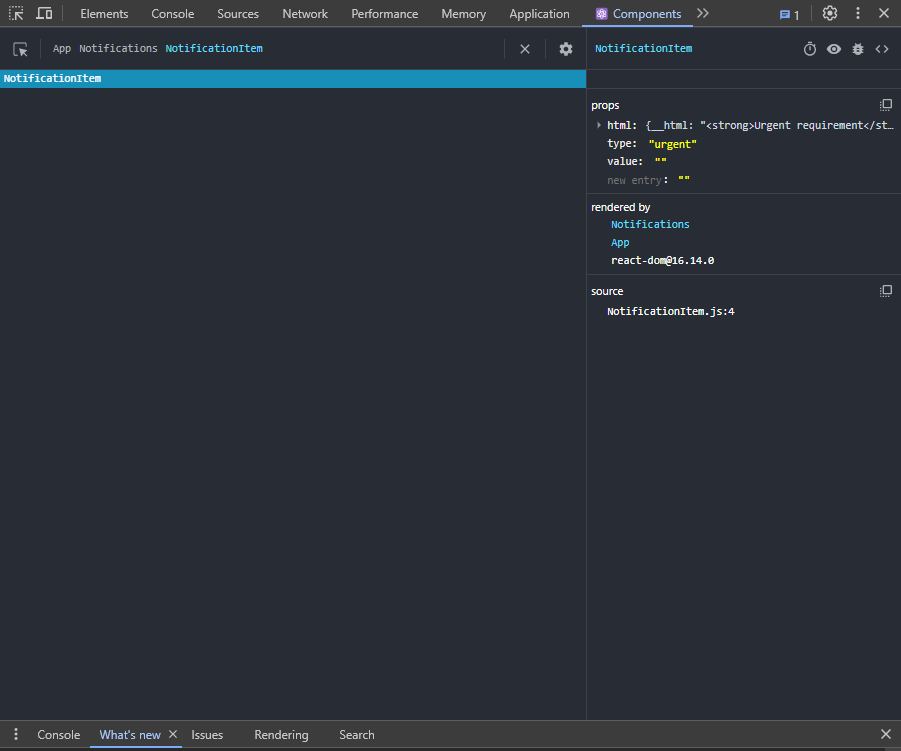 Elements Console Sources Network Performance Memory Application Components 1
App Notifications NotificationItem
NotificationItem
NotificationItem
props
html: {__html: "<strong>Urgent requirement</st…
type: "urgent"
value: ""
new entry: ""
rendered by
Notifications
App
react-dom@16.14.0
source
NotificationItem.js:4
Console What's new Issues Rendering Search